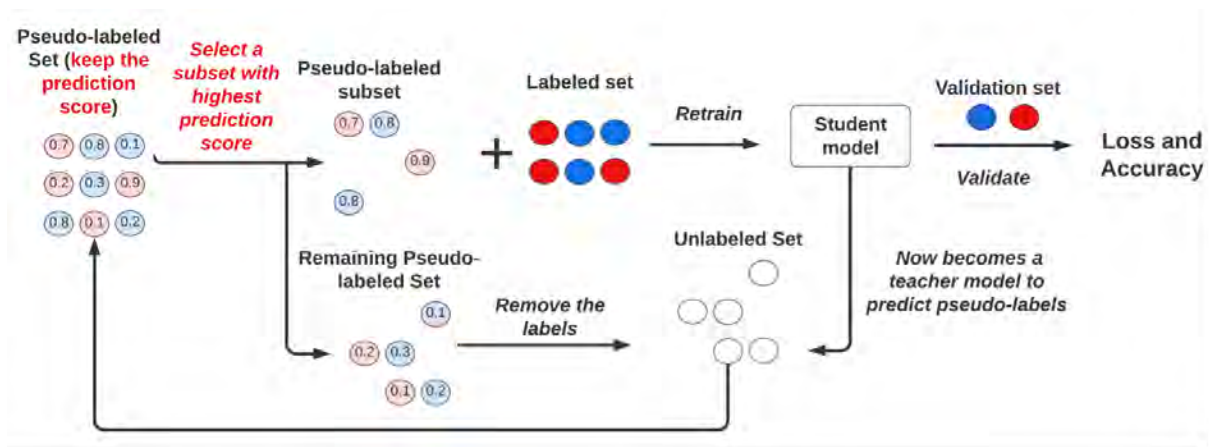 Pseudo-labeled
Set (keep the
prediction
score)
0.7 0.8 0.1
0.2 0.3 0.9
0.8 0.1 0.2
Select a
subset with
highest
prediction
score
Pseudo-labeled
subset
0.7 0.8
0.9
0.8
+
Labeled set
Retrain
Student
model
Validation set
Validate
Loss and
Accuracy
Remaining Pseudo-
labeled Set
0.1
0.2 0.3
0.1 0.2
Remove the
labels
Unlabeled Set
Now becomes a
teacher model to
predict pseudo-labels